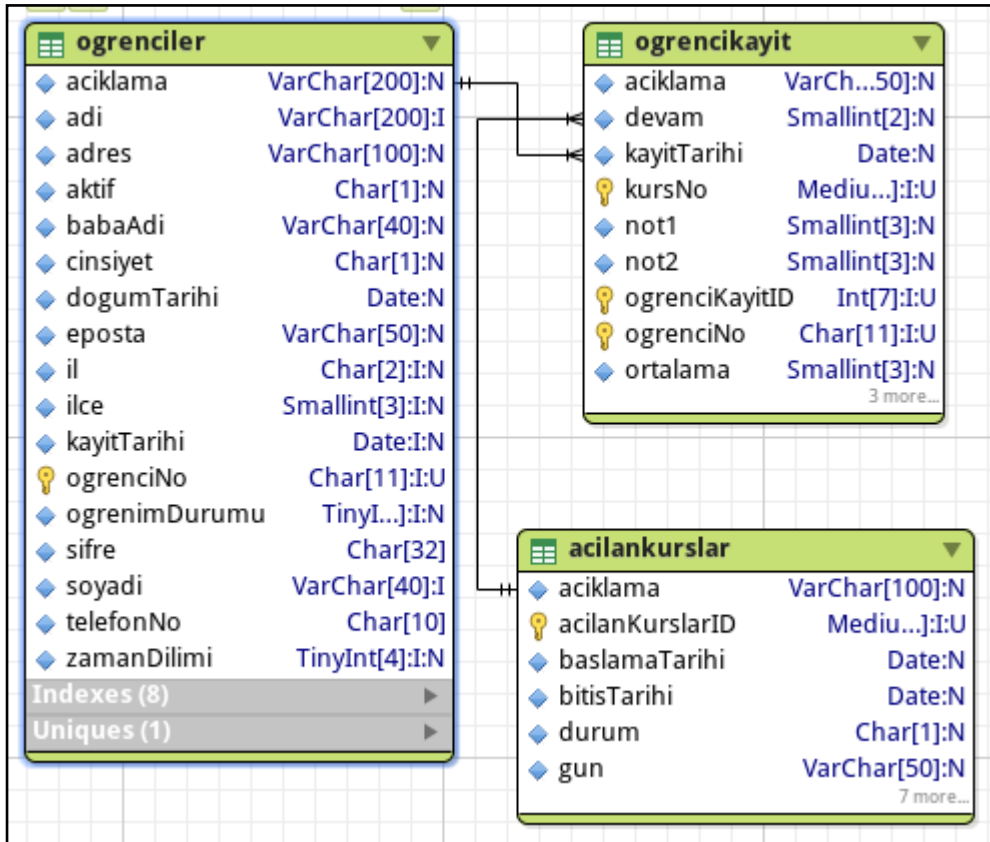 ogrenciler
aciklama VarChar[200]:N
adi VarChar[200]:I
adres VarChar[100]:N
aktif Char[1]:N
babaAdi VarChar[40]:N
cinsiyet Char[1]:N
dogumTarihi Date:N
eposta VarChar[50]:N
il Char[2]:I:N
ilce Smallint[3]:I:N
kayitTarihi Date:I:N
ogrenciNo Char[11]:I:U
ogrenimDurumu TinyI...]:I:N
sifre Char[32]
soyadi VarChar[40]:I
telefonNo Char[10]
zamanDilimi TinyInt[4]:I:N
Indexes (8)
Uniques (1)
ogrencikayit
aciklama VarCh...50]:N
devam Smallint[2]:N
kayitTarihi Date:N
kursNo Mediu...]:I:U
not1 Smallint[3]:N
not2 Smallint[3]:N
ogrenciKayitID Int[7]:I:U
ogrenciNo Char[11]:I:U
ortalama Smallint[3]:N
3 more...
acilankurslar
aciklama VarChar[100]:N
acilanKurslarID Mediu...]:I:U
baslamaTarihi Date:N
bitisTarihi Date:N
durum Char[1]:N
gun VarChar[50]:N
7 more...